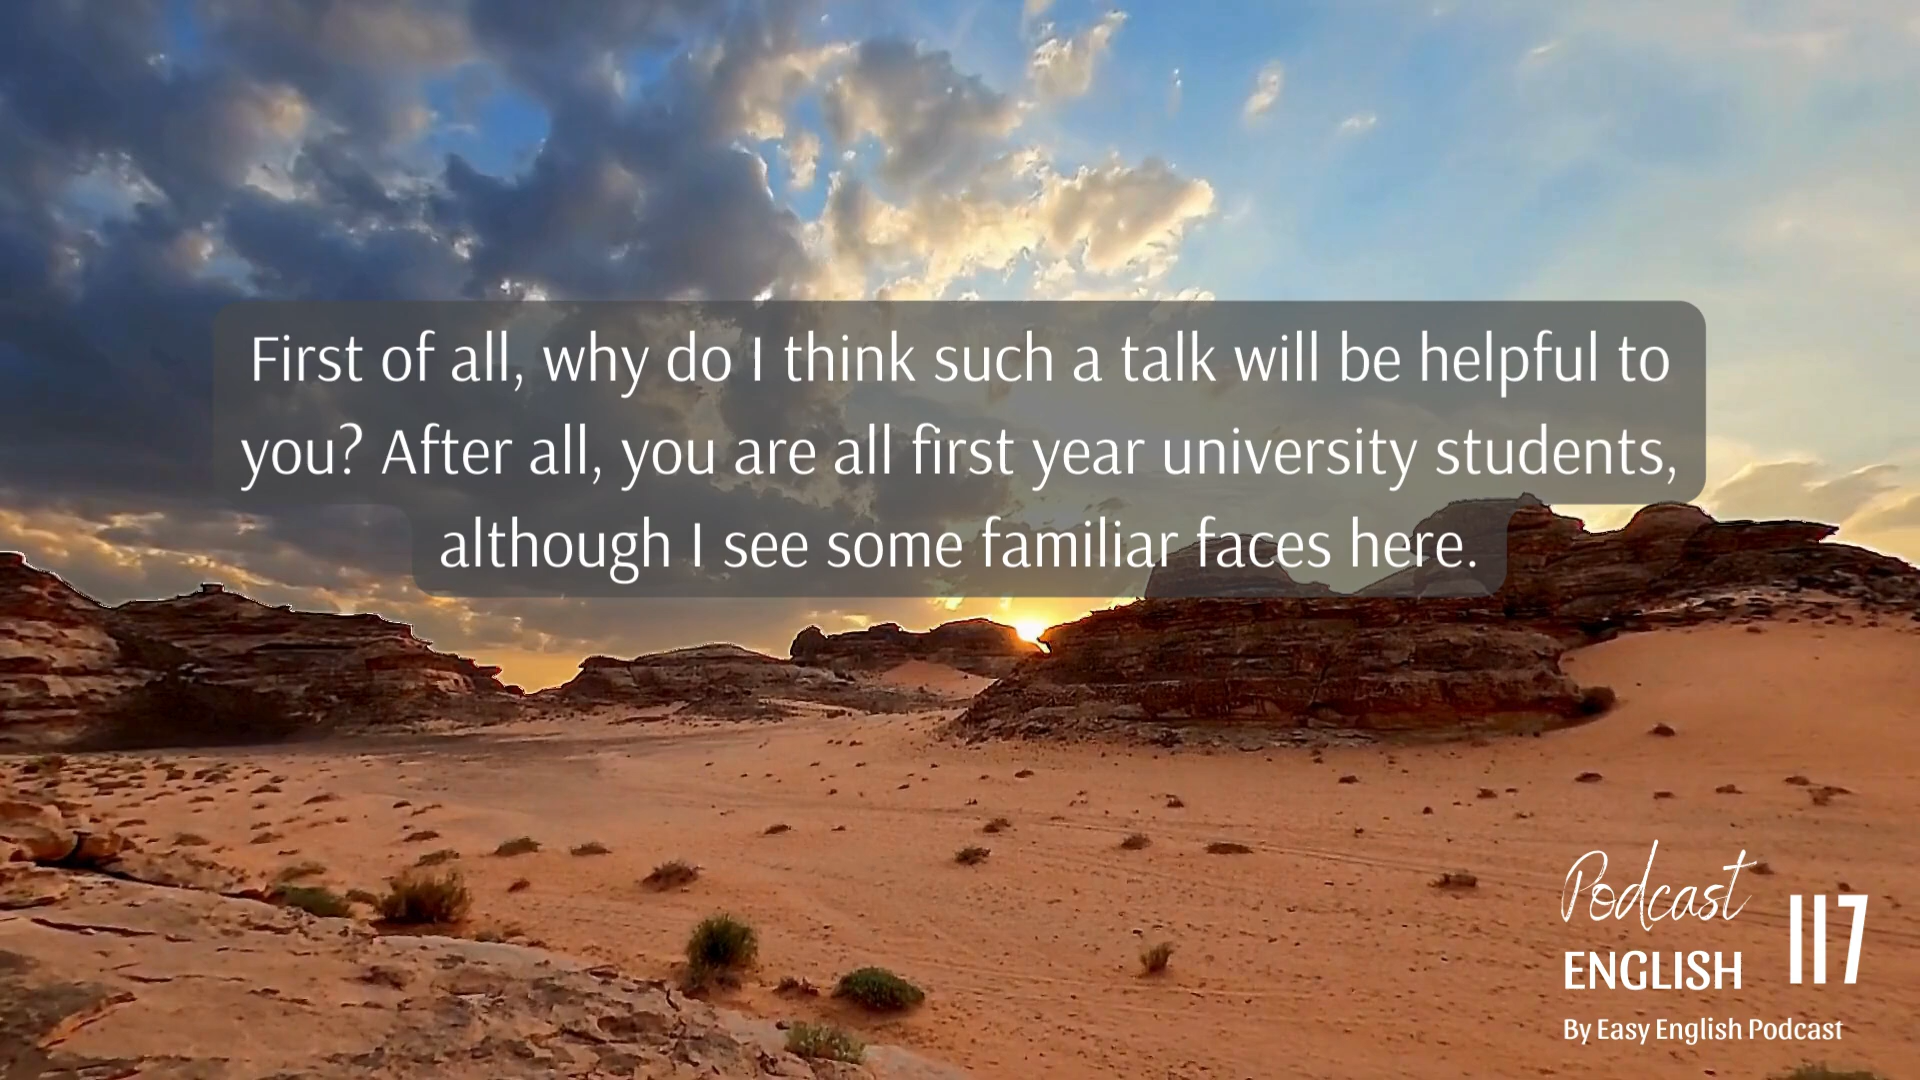 First of all, why do I think such a talk will be helpful to
you? After all, you are all first year university students,
although I see some familiar faces here.
Podcast
ENGLISH
117
By Easy English Podcast